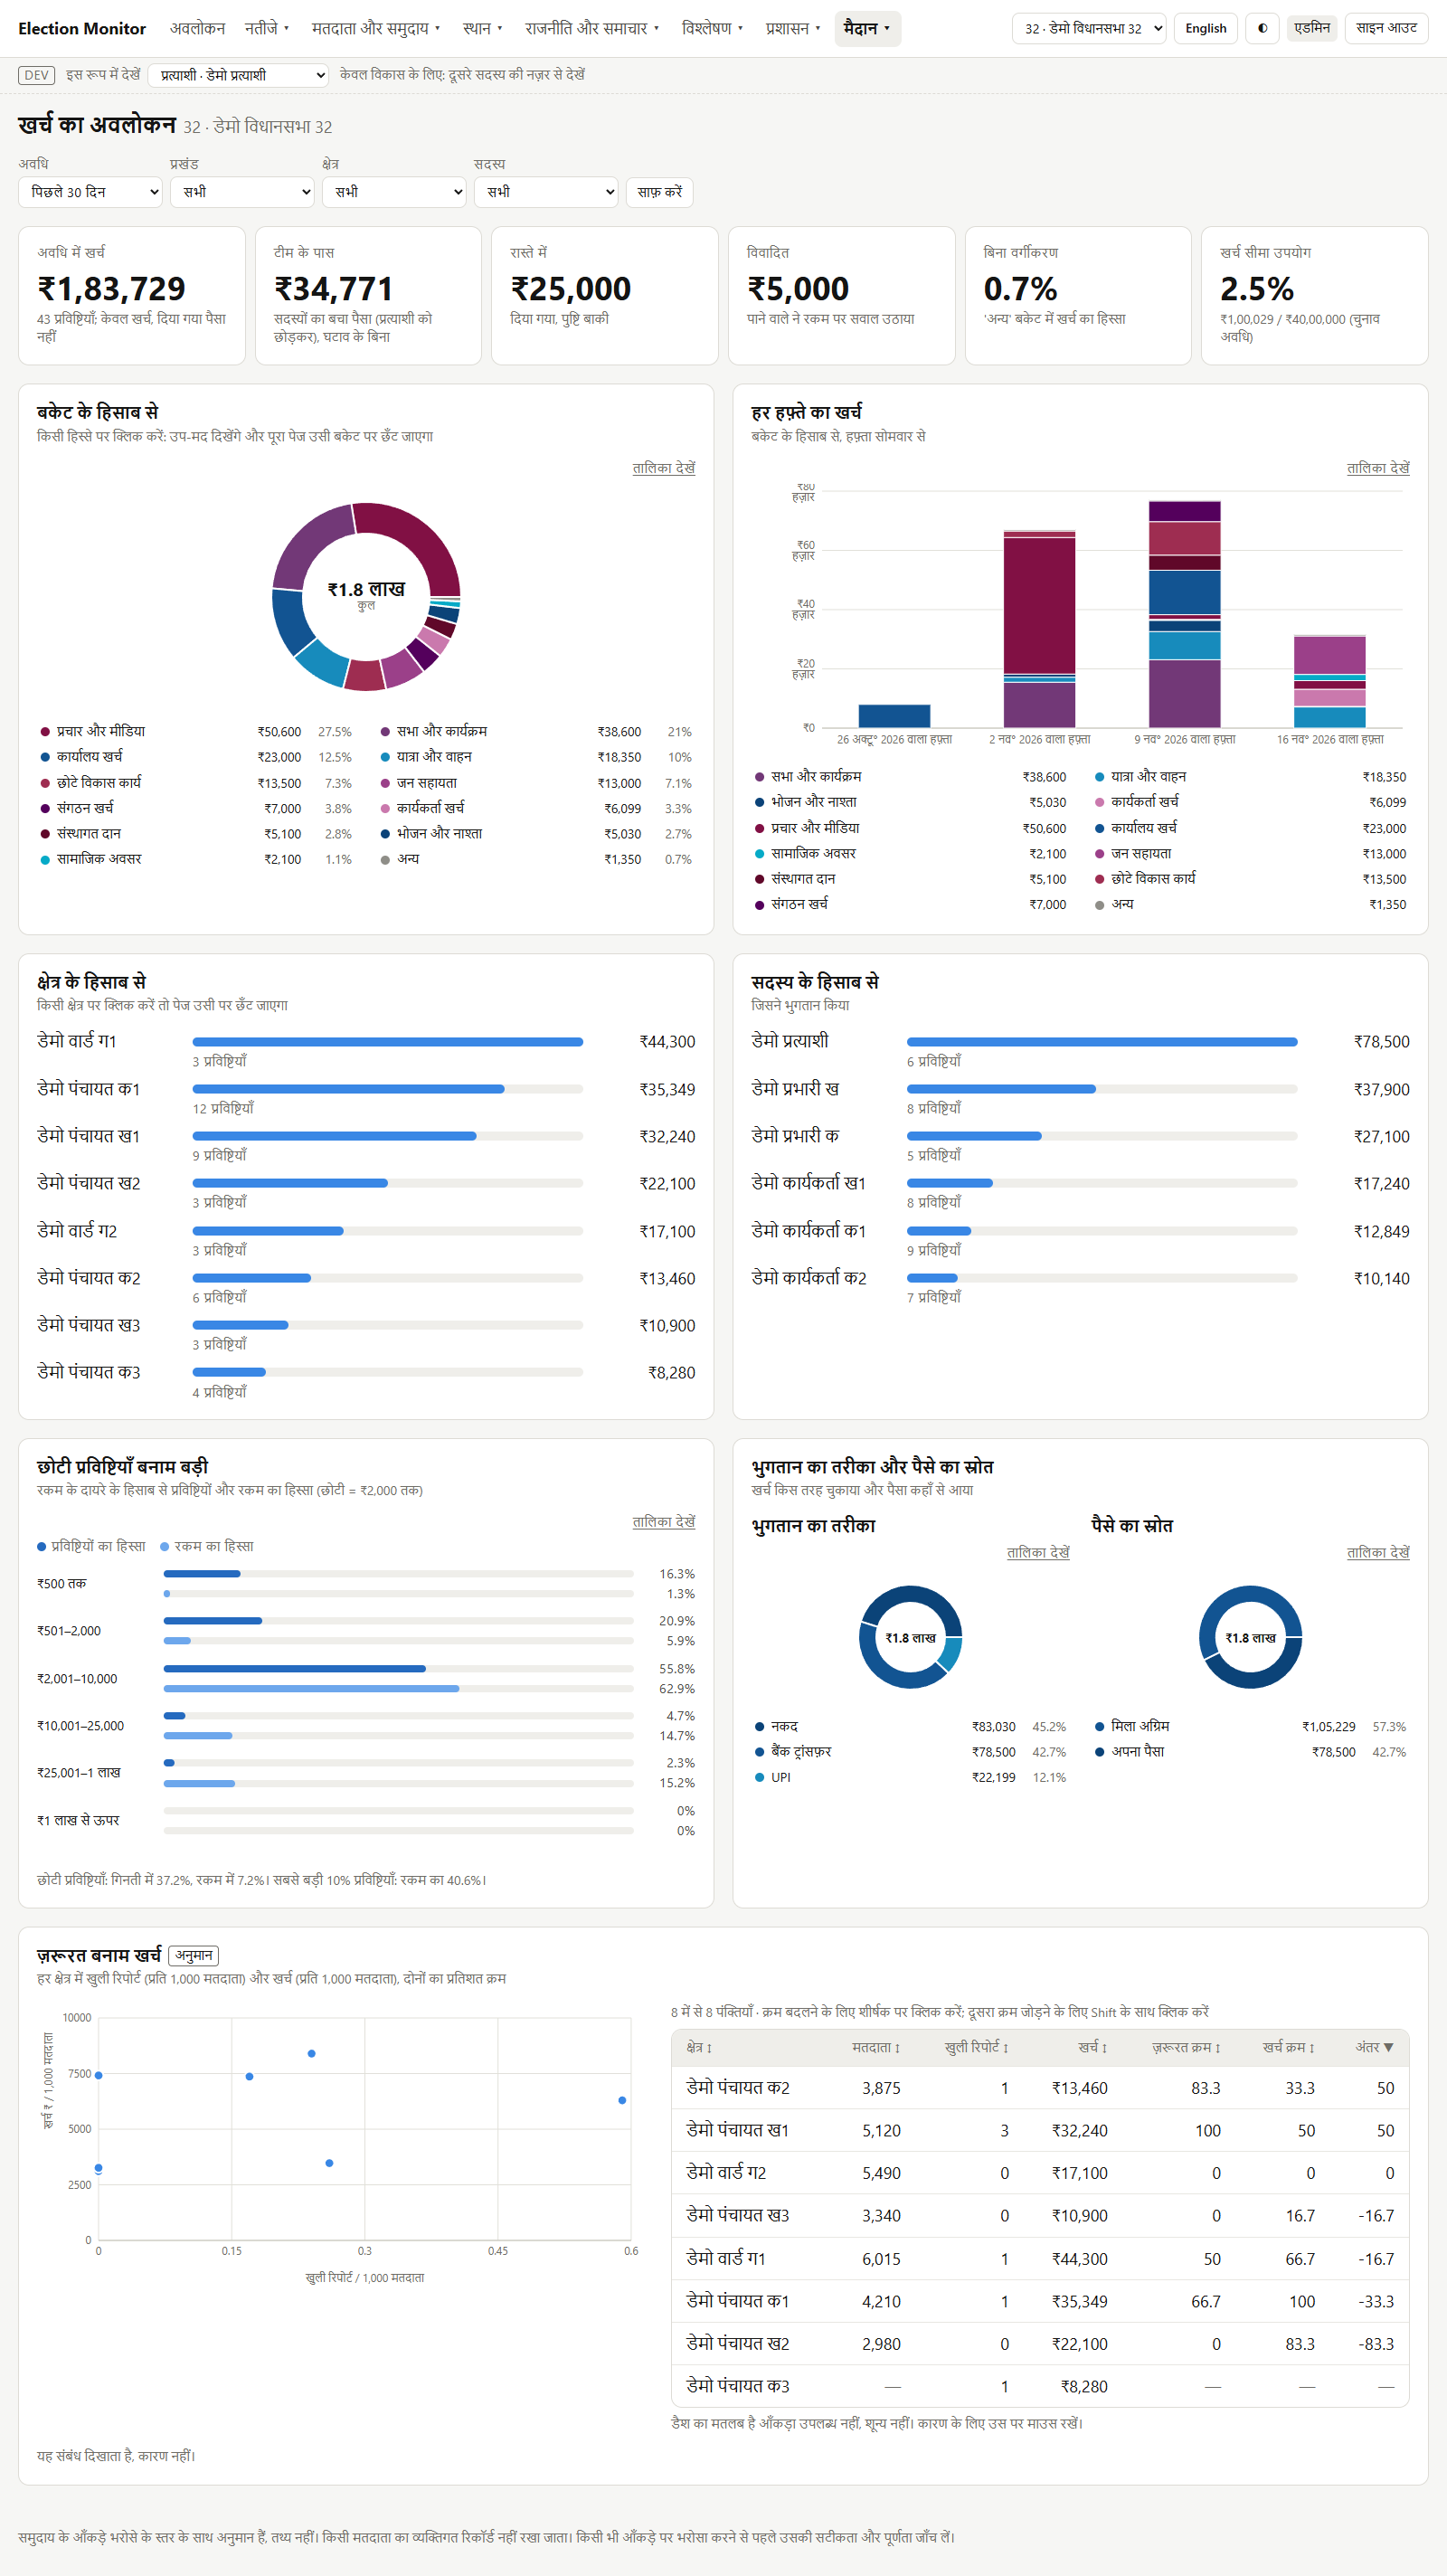 Election Monitor अवलोकन नतीजे ▾ मतदाता और समुदाय ▾ स्थान ▾ राजनीति और समाचार ▾ विश्लेषण ▾ प्रशासन ▾ मैदान ▾ 32 · डेमो विधानसभा 32 English ◐ एडमिन साइन आउट
DEV इस रूप में देखें प्रत्याशी · डेमो प्रत्याशी केवल विकास के लिए: दूसरे सदस्य की नज़र से देखें
खर्च का अवलोकन 32 · डेमो विधानसभा 32
अवधि प्रखंड क्षेत्र सदस्य
पिछले 30 दिन सभी सभी सभी साफ़ करें
अवधि में खर्च
₹1,83,729
43 प्रविष्टियाँ; केवल खर्च, दिया गया पैसा
नहीं
टीम के पास
₹34,771
सदस्यों का बचा पैसा (प्रत्याशी को
छोड़कर), घटाव के बिना
रास्ते में
₹25,000
दिया गया, पुष्टि बाकी
विवादित
₹5,000
पाने वाले ने रकम पर सवाल उठाया
बिना वर्गीकरण
0.7%
'अन्य' बकेट में खर्च का हिस्सा
खर्च सीमा उपयोग
2.5%
₹1,00,029 / ₹40,00,000 (चुनाव
अवधि)
बकेट के हिसाब से
किसी हिस्से पर क्लिक करें: उप-मद दिखेंगे और पूरा पेज उसी बकेट पर छँट जाएगा
तालिका देखें
₹1.8 लाख
कुल
प्रचार और मीडिया ₹50,600 27.5% सभा और कार्यक्रम ₹38,600 21%
कार्यालय खर्च ₹23,000 12.5% यात्रा और वाहन ₹18,350 10%
छोटे विकास कार्य ₹13,500 7.3% जन सहायता ₹13,000 7.1%
संगठन खर्च ₹7,000 3.8% कार्यकर्ता खर्च ₹6,099 3.3%
संस्थागत दान ₹5,100 2.8% भोजन और नाश्ता ₹5,030 2.7%
सामाजिक अवसर ₹2,100 1.1% अन्य ₹1,350 0.7%
हर हफ़्ते का खर्च
बकेट के हिसाब से, हफ़्ता सोमवार से
तालिका देखें
₹80
हज़ार
₹60
हज़ार
₹40
हज़ार
₹20
हज़ार
₹0
26 अक्टू॰ 2026 वाला हफ़्ता 2 नव॰ 2026 वाला हफ़्ता 9 नव॰ 2026 वाला हफ़्ता 16 नव॰ 2026 वाला हफ़्ता
सभा और कार्यक्रम ₹38,600 यात्रा और वाहन ₹18,350
भोजन और नाश्ता ₹5,030 कार्यकर्ता खर्च ₹6,099
प्रचार और मीडिया ₹50,600 कार्यालय खर्च ₹23,000
सामाजिक अवसर ₹2,100 जन सहायता ₹13,000
संस्थागत दान ₹5,100 छोटे विकास कार्य ₹13,500
संगठन खर्च ₹7,000 अन्य ₹1,350
क्षेत्र के हिसाब से
किसी क्षेत्र पर क्लिक करें तो पेज उसी पर छँट जाएगा
डेमो वार्ड ग1 ₹44,300
3 प्रविष्टियाँ
डेमो पंचायत क1 ₹35,349
12 प्रविष्टियाँ
डेमो पंचायत ख1 ₹32,240
9 प्रविष्टियाँ
डेमो पंचायत ख2 ₹22,100
3 प्रविष्टियाँ
डेमो वार्ड ग2 ₹17,100
3 प्रविष्टियाँ
डेमो पंचायत क2 ₹13,460
6 प्रविष्टियाँ
डेमो पंचायत ख3 ₹10,900
3 प्रविष्टियाँ
डेमो पंचायत क3 ₹8,280
4 प्रविष्टियाँ
सदस्य के हिसाब से
जिसने भुगतान किया
डेमो प्रत्याशी ₹78,500
6 प्रविष्टियाँ
डेमो प्रभारी ख ₹37,900
8 प्रविष्टियाँ
डेमो प्रभारी क ₹27,100
5 प्रविष्टियाँ
डेमो कार्यकर्ता ख1 ₹17,240
8 प्रविष्टियाँ
डेमो कार्यकर्ता क1 ₹12,849
9 प्रविष्टियाँ
डेमो कार्यकर्ता क2 ₹10,140
7 प्रविष्टियाँ
छोटी प्रविष्टियाँ बनाम बड़ी
रकम के दायरे के हिसाब से प्रविष्टियों और रकम का हिस्सा (छोटी = ₹2,000 तक)
तालिका देखें
प्रविष्टियों का हिस्सा रकम का हिस्सा
₹500 तक 16.3%
1.3%
₹501–2,000 20.9%
5.9%
₹2,001–10,000 55.8%
62.9%
₹10,001–25,000 4.7%
14.7%
₹25,001–1 लाख 2.3%
15.2%
₹1 लाख से ऊपर 0%
0%
छोटी प्रविष्टियाँ: गिनती में 37.2%, रकम में 7.2%। सबसे बड़ी 10% प्रविष्टियाँ: रकम का 40.6%।
भुगतान का तरीका और पैसे का स्रोत
खर्च किस तरह चुकाया और पैसा कहाँ से आया
भुगतान का तरीका पैसे का स्रोत
तालिका देखें तालिका देखें
₹1.8 लाख ₹1.8 लाख
नकद ₹83,030 45.2% मिला अग्रिम ₹1,05,229 57.3%
बैंक ट्रांसफ़र ₹78,500 42.7% अपना पैसा ₹78,500 42.7%
UPI ₹22,199 12.1%
ज़रूरत बनाम खर्च अनुमान
हर क्षेत्र में खुली रिपोर्ट (प्रति 1,000 मतदाता) और खर्च (प्रति 1,000 मतदाता), दोनों का प्रतिशत क्रम
खर्च ₹ / 1,000 मतदाता
10000
7500
5000
2500
0
0 0.15 0.3 0.45 0.6
खुली रिपोर्ट / 1,000 मतदाता
8 में से 8 पंक्तियाँ · क्रम बदलने के लिए शीर्षक पर क्लिक करें; दूसरा क्रम जोड़ने के लिए Shift के साथ क्लिक करें
क्षेत्र ↕ मतदाता ↕ खुली रिपोर्ट ↕ खर्च ↕ ज़रूरत क्रम ↕ खर्च क्रम ↕ अंतर ▼
डेमो पंचायत क2 3,875 1 ₹13,460 83.3 33.3 50
डेमो पंचायत ख1 5,120 3 ₹32,240 100 50 50
डेमो वार्ड ग2 5,490 0 ₹17,100 0 0 0
डेमो पंचायत ख3 3,340 0 ₹10,900 0 16.7 -16.7
डेमो वार्ड ग1 6,015 1 ₹44,300 50 66.7 -16.7
डेमो पंचायत क1 4,210 1 ₹35,349 66.7 100 -33.3
डेमो पंचायत ख2 2,980 0 ₹22,100 0 83.3 -83.3
डेमो पंचायत क3 — 1 ₹8,280 — — —
डैश का मतलब है आँकड़ा उपलब्ध नहीं, शून्य नहीं। कारण के लिए उस पर माउस रखें।
यह संबंध दिखाता है, कारण नहीं।
समुदाय के आँकड़े भरोसे के स्तर के साथ अनुमान हैं, तथ्य नहीं। किसी मतदाता का व्यक्तिगत रिकॉर्ड नहीं रखा जाता। किसी भी आँकड़े पर भरोसा करने से पहले उसकी सटीकता और पूर्णता जाँच लें।